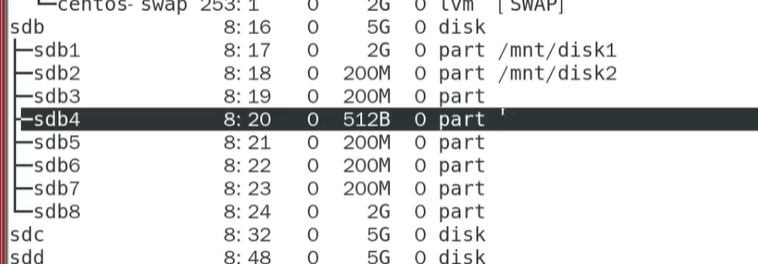 └─centos-swap 253:1 0 2G 0 lvm [SWAP]
sdb 8:16 0 5G 0 disk
├─sdb1 8:17 0 2G 0 part /mnt/disk1
├─sdb2 8:18 0 200M 0 part /mnt/disk2
├─sdb3 8:19 0 200M 0 part
├─sdb4 8:20 0 512B 0 part
├─sdb5 8:21 0 200M 0 part
├─sdb6 8:22 0 200M 0 part
├─sdb7 8:23 0 200M 0 part
└─sdb8 8:24 0 2G 0 part
sdc 8:32 0 5G 0 disk
sdd 8:48 0 5G 0 disk